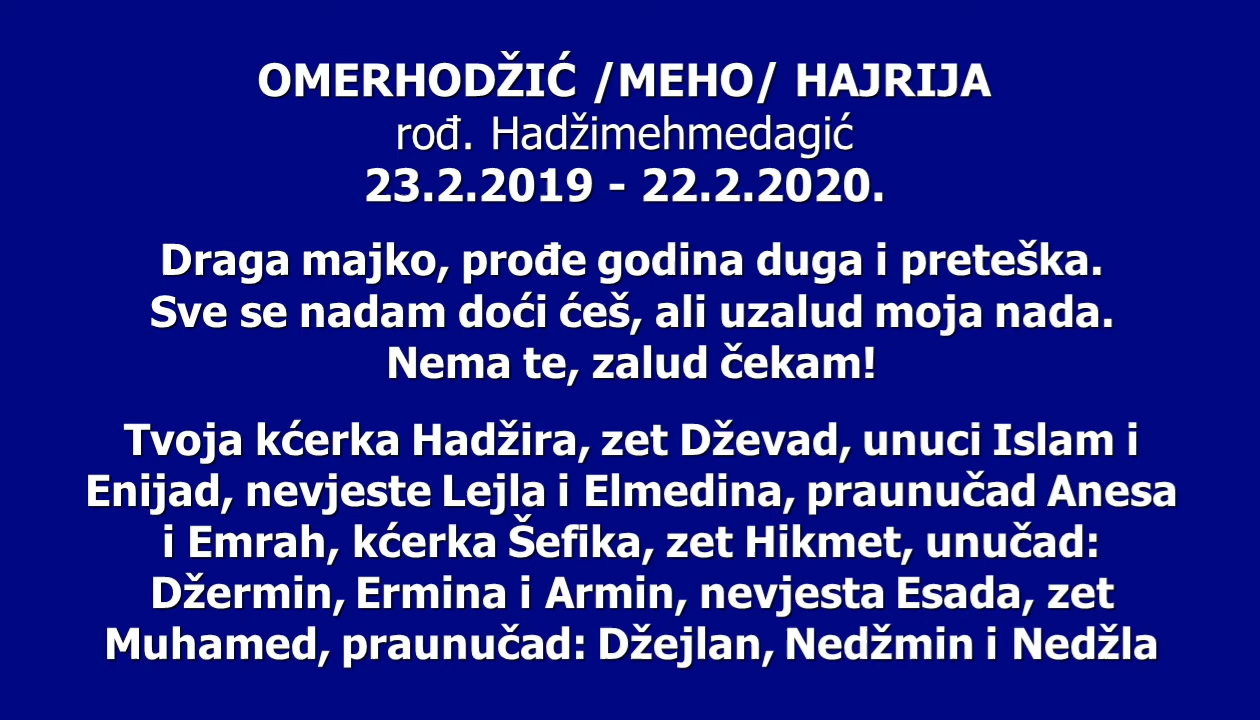 OMERHODŽIĆ /MEHO/ HAJRIJA
rođ. Hadžimehmedagić
23.2.2019 - 22.2.2020.
Draga majko, prođe godina duga i preteška.
Sve se nadam doći ćeš, ali uzalud moja nada.
Nema te, zalud čekam!
Tvoja kćerka Hadžira, zet Dževad, unuci Islam i
Enijad, nevjeste Lejla i Elmedina, praunučad Anesa
i Emrah, kćerka Šefika, zet Hikmet, unučad:
Džermin, Ermina i Armin, nevjesta Esada, zet
Muhamed, praunučad: Džejlan, Nedžmin i Nedžla